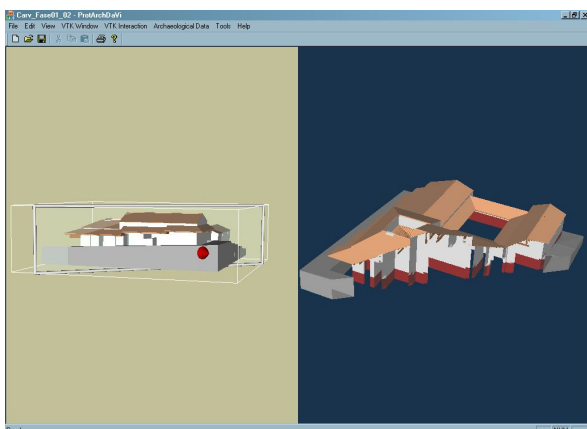 Carv_Fase01_02 - ProtArchDaVi
File Edit View VTK Window VTK Interaction Archaeological Data Tools Help